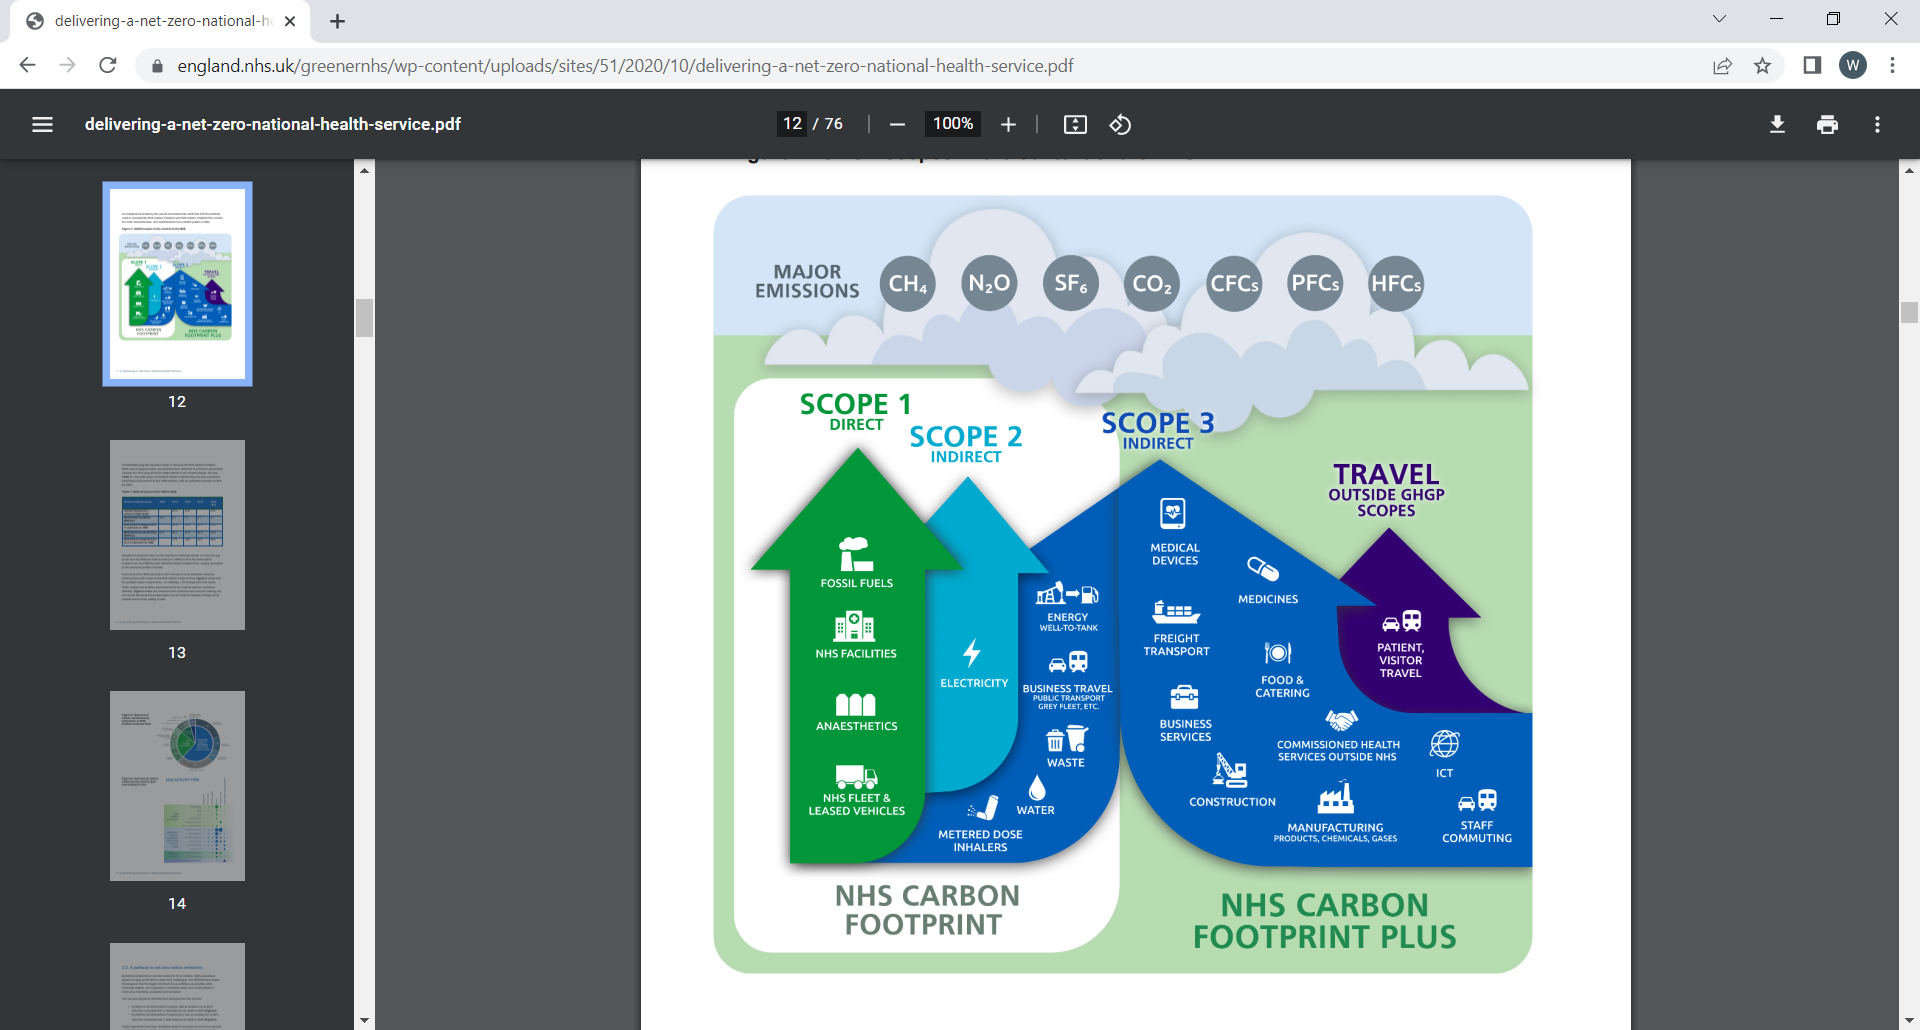 delivering-a-net-zero-national-h
england.nhs.uk/greenernhs/wp-content/uploads/sites/51/2020/10/delivering-a-net-zero-national-health-service.pdf
W
delivering-a-net-zero-national-health-service.pdf
12 / 76
100%
12
13
14
MAJOR
EMISSIONS
CH₄
N₂O
SF₆
CO₂
CFCs
PFCs
HFCs
SCOPE 1
DIRECT
SCOPE 2
INDIRECT
SCOPE 3
INDIRECT
TRAVEL
OUTSIDE GHGP
SCOPES
FOSSIL FUELS
NHS FACILITIES
ANAESTHETICS
NHS FLEET &
LEASED VEHICLES
ELECTRICITY
ENERGY
WELL-TO-TANK
BUSINESS TRAVEL
PUBLIC TRANSPORT
GREY FLEET, ETC.
WASTE
WATER
METERED DOSE
INHALERS
MEDICAL
DEVICES
MEDICINES
FREIGHT
TRANSPORT
FOOD &
CATERING
BUSINESS
SERVICES
COMMISSIONED HEALTH
SERVICES OUTSIDE NHS
CONSTRUCTION
MANUFACTURING
PRODUCTS, CHEMICALS, GASES
ICT
STAFF
COMMUTING
PATIENT,
VISITOR
TRAVEL
NHS CARBON
FOOTPRINT
NHS CARBON
FOOTPRINT PLUS